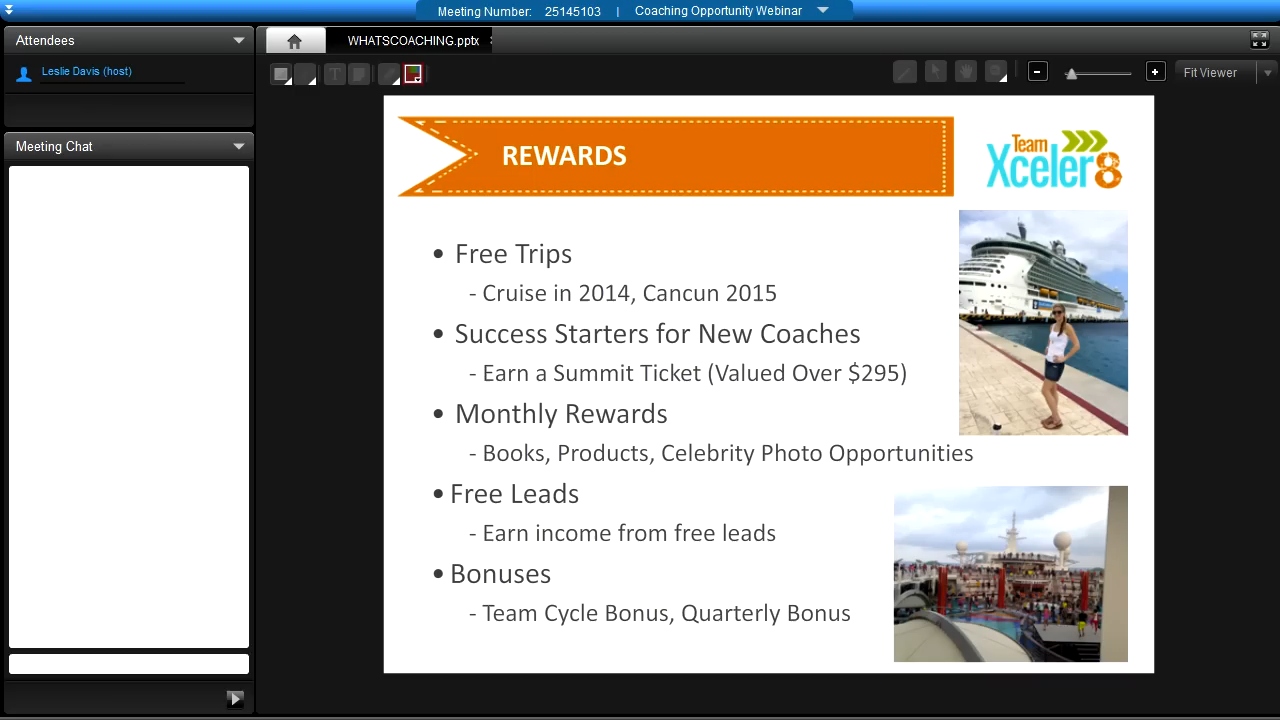 Meeting Number: 25145103 | Coaching Opportunity Webinar
Attendees
Leslie Davis (host)
Meeting Chat
WHATSCOACHING.pptx
Fit Viewer
REWARDS
Team
Xceler8
• Free Trips
- Cruise in 2014, Cancun 2015
• Success Starters for New Coaches
- Earn a Summit Ticket (Valued Over $295)
• Monthly Rewards
- Books, Products, Celebrity Photo Opportunities
• Free Leads
- Earn income from free leads
• Bonuses
- Team Cycle Bonus, Quarterly Bonus